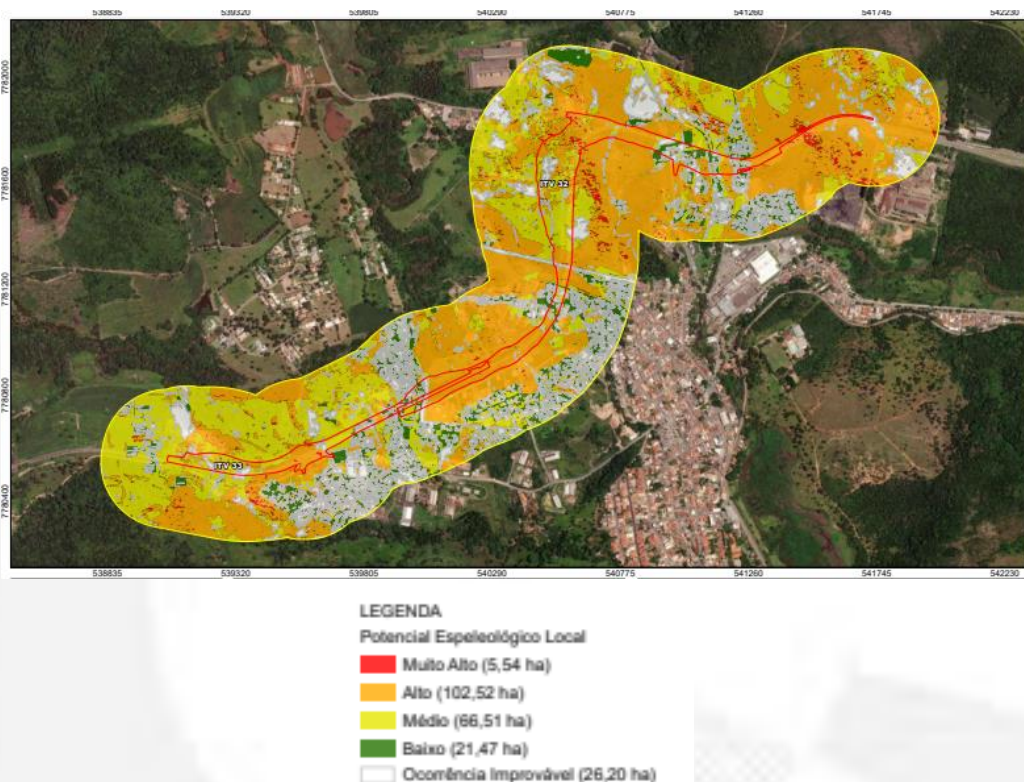 538835 539320 539805 540290 540775 541260 541745 542230
7782000
7781600
7781200
7780800
7780400
ITV 32
ITV 33
538835 539320 539805 540290 540775 541260 541745 542230
LEGENDA
Potencial Espeleológico Local
Muito Alto (5,54 ha)
Alto (102,52 ha)
Médio (66,51 ha)
Baixo (21,47 ha)
Ocorrência Improvável (26,20 ha)